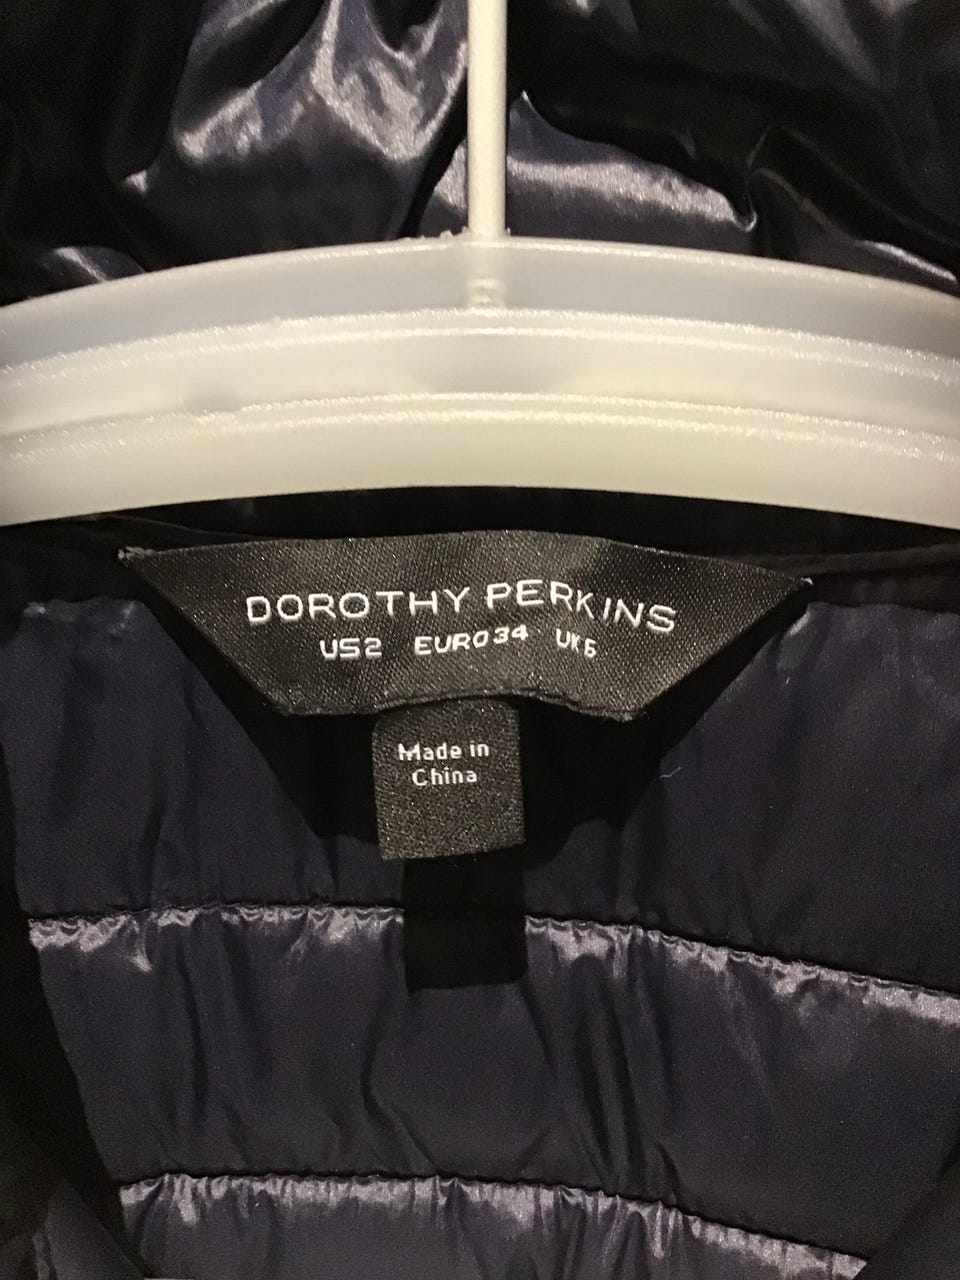 DOROTHY PERKINS
US2 EURO34 UK6
Made in
China